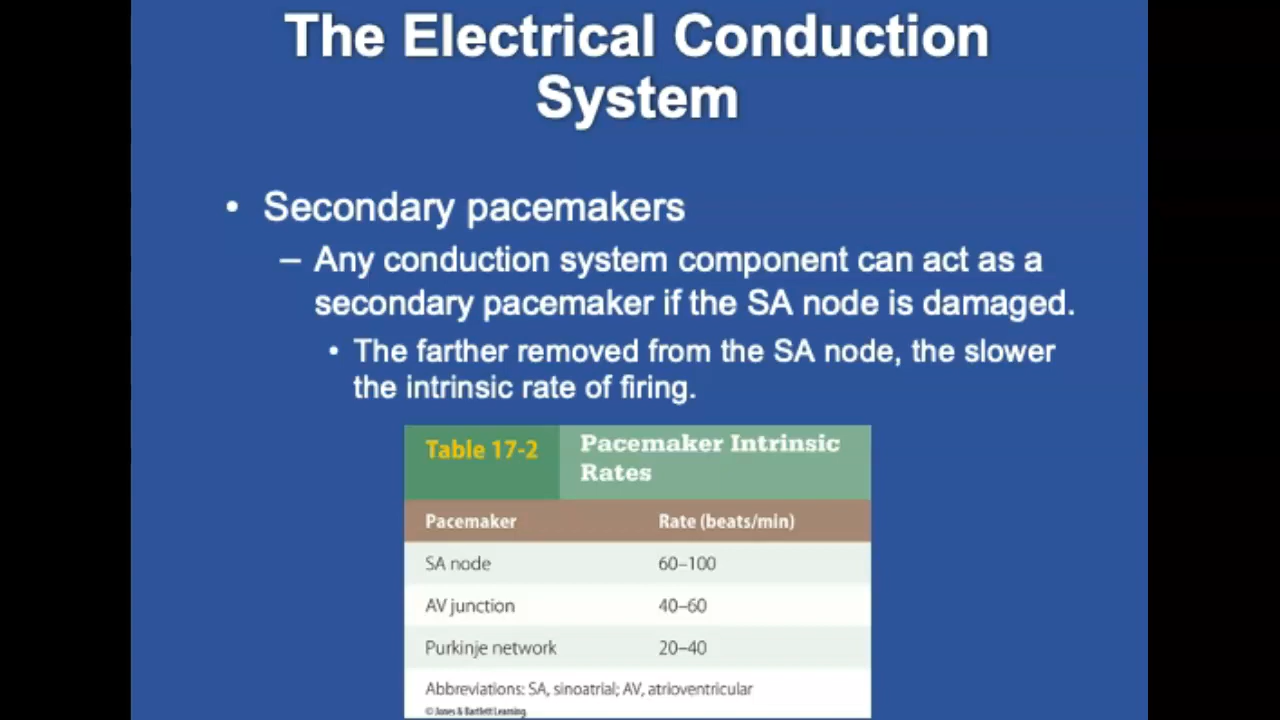 The Electrical Conduction
System
• Secondary pacemakers
– Any conduction system component can act as a
secondary pacemaker if the SA node is damaged.
• The farther removed from the SA node, the slower
the intrinsic rate of firing.
Table 17-2 Pacemaker Intrinsic
Rates
Pacemaker Rate (beats/min)
SA node 60–100
AV junction 40–60
Purkinje network 20–40
Abbreviations: SA, sinoatrial; AV, atrioventricular
© Jones & Bartlett Learning.